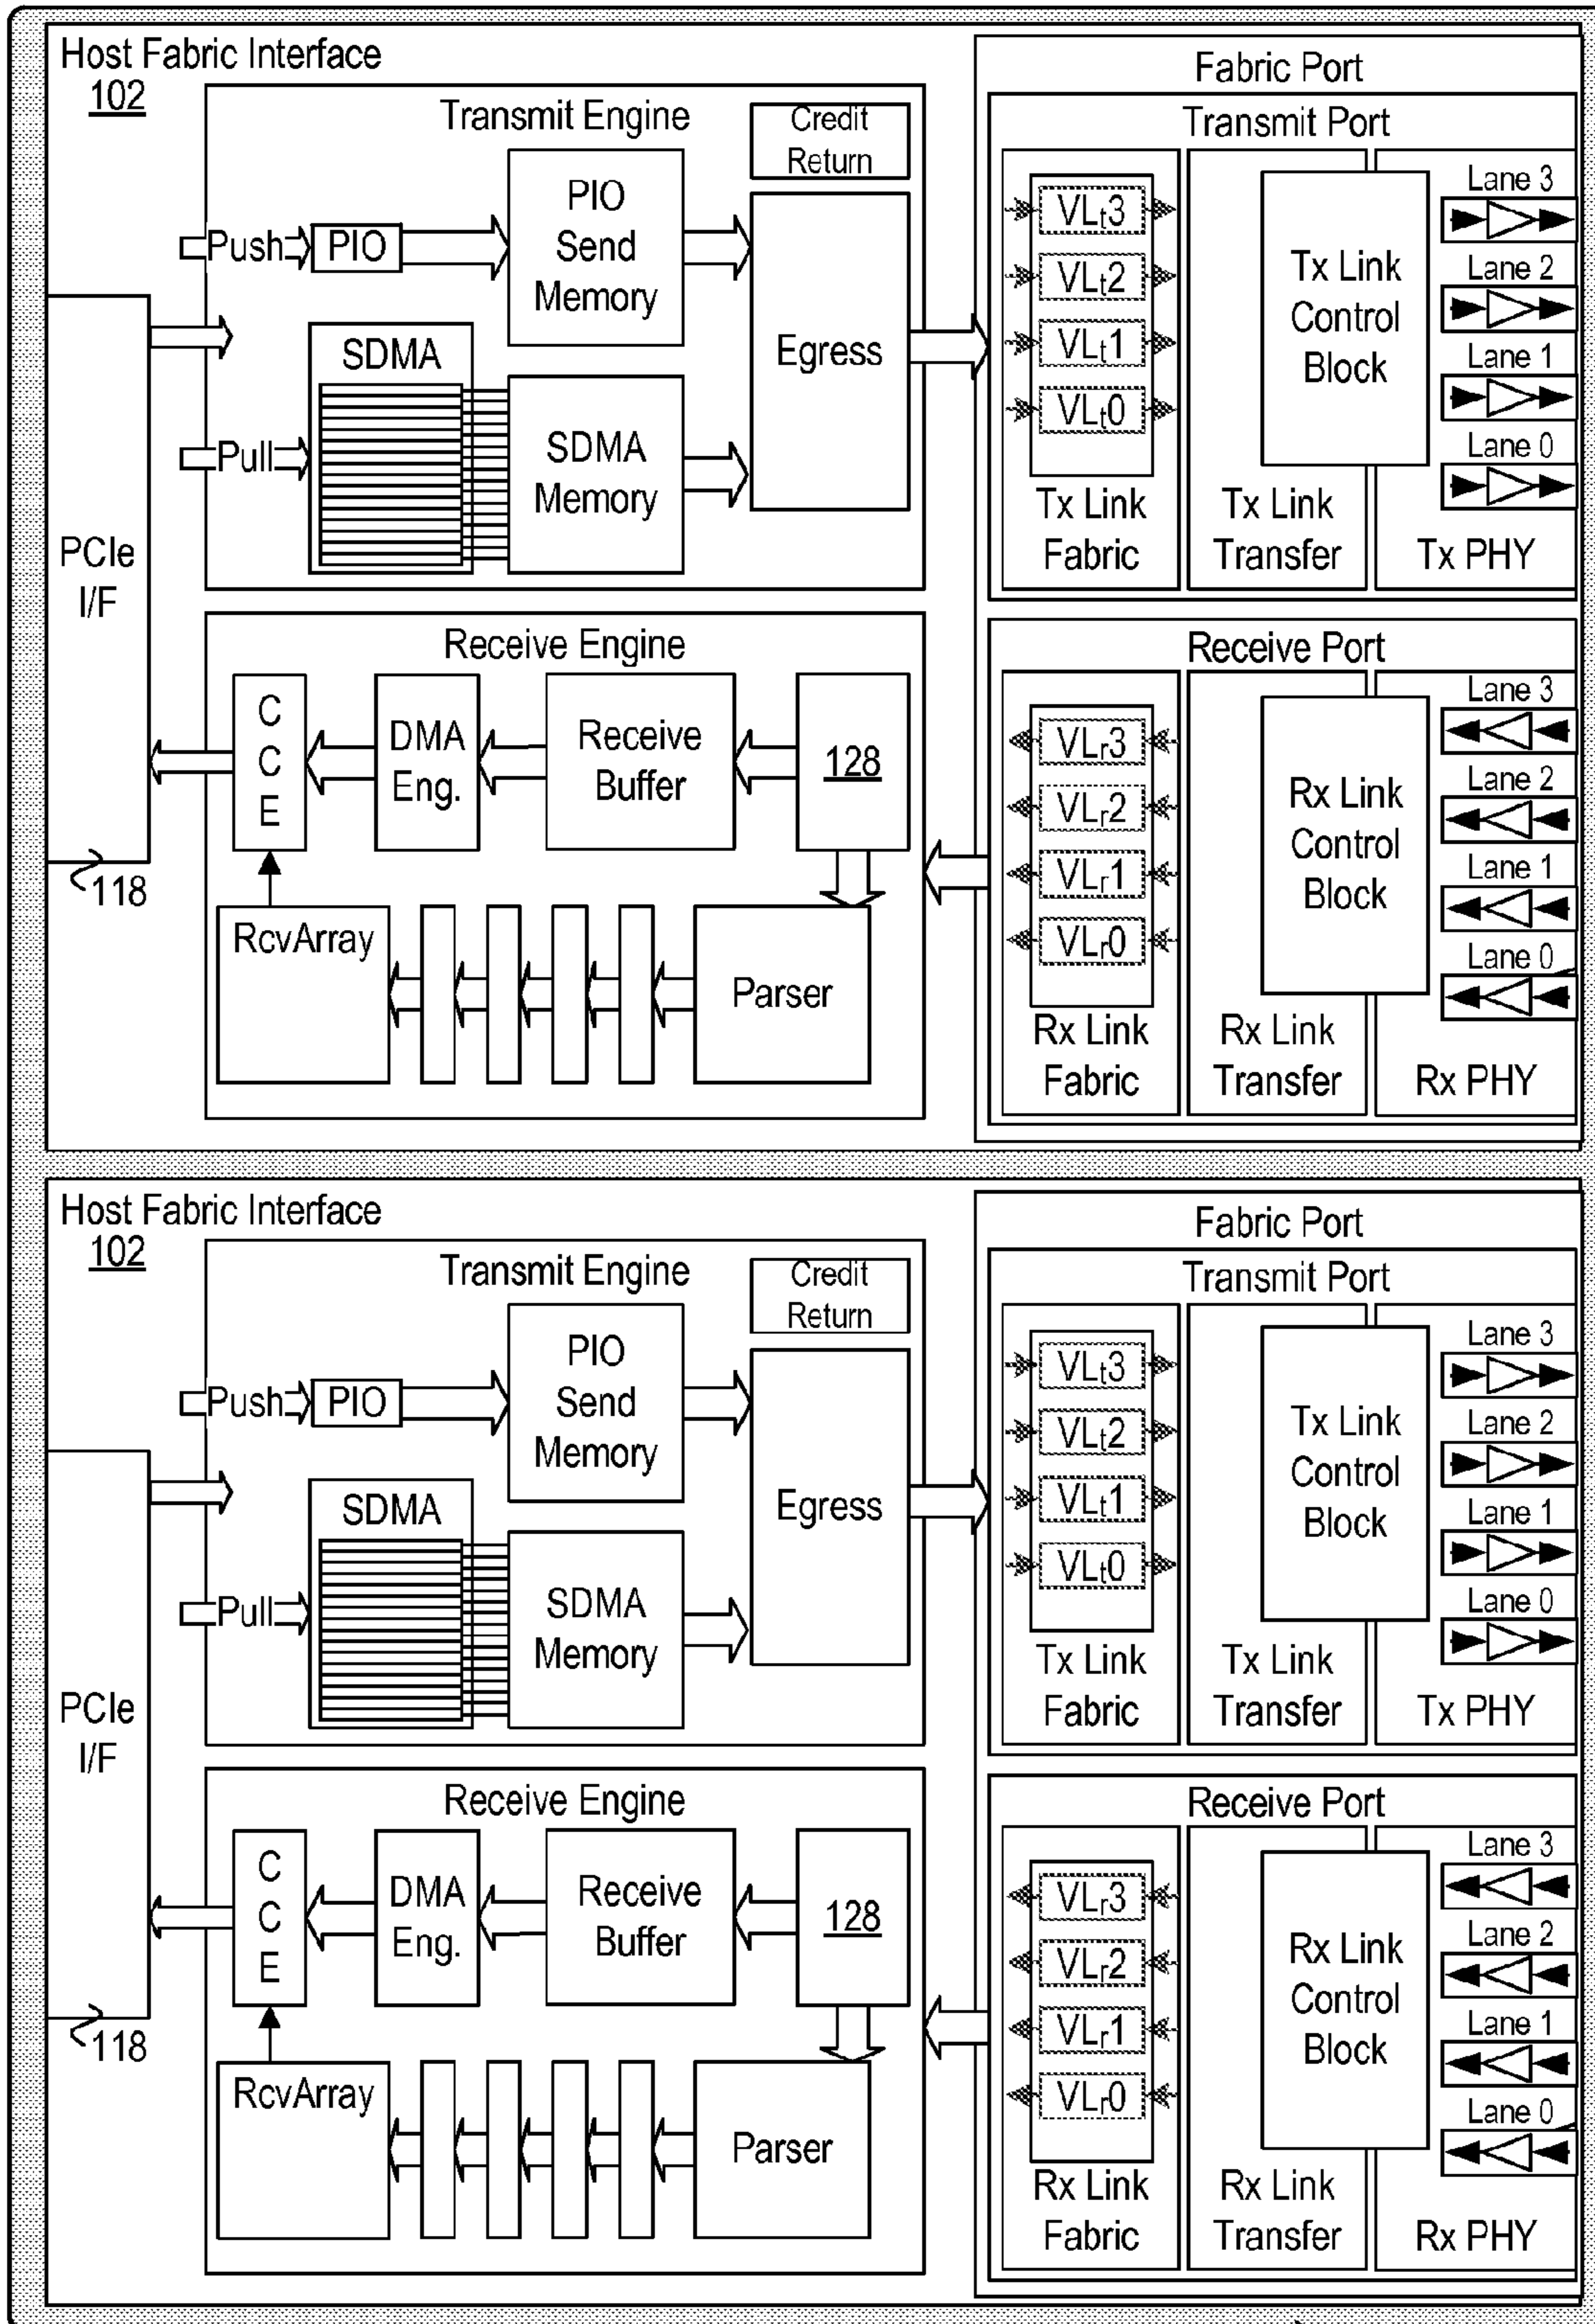 Host Fabric Interface
102
Transmit Engine
Credit
Return
Push
PIO
PIO
Send
Memory
SDMA
Pull
SDMA
Memory
Egress
PCIe
I/F
118
Receive Engine
C
C
E
DMA
Eng.
Receive
Buffer
128
RcvArray
Parser
Fabric Port
Transmit Port
VLt3
VLt2
VLt1
VLt0
Tx Link
Fabric
Tx Link
Control
Block
Tx Link
Transfer
Lane 3
Lane 2
Lane 1
Lane 0
Tx PHY
Receive Port
VLr3
VLr2
VLr1
VLr0
Rx Link
Fabric
Rx Link
Control
Block
Rx Link
Transfer
Lane 3
Lane 2
Lane 1
Lane 0
Rx PHY
Host Fabric Interface
102
Transmit Engine
Credit
Return
Push
PIO
PIO
Send
Memory
SDMA
Pull
SDMA
Memory
Egress
PCIe
I/F
118
Receive Engine
C
C
E
DMA
Eng.
Receive
Buffer
128
RcvArray
Parser
Fabric Port
Transmit Port
VLt3
VLt2
VLt1
VLt0
Tx Link
Fabric
Tx Link
Control
Block
Tx Link
Transfer
Lane 3
Lane 2
Lane 1
Lane 0
Tx PHY
Receive Port
VLr3
VLr2
VLr1
VLr0
Rx Link
Fabric
Rx Link
Control
Block
Rx Link
Transfer
Lane 3
Lane 2
Lane 1
Lane 0
Rx PHY